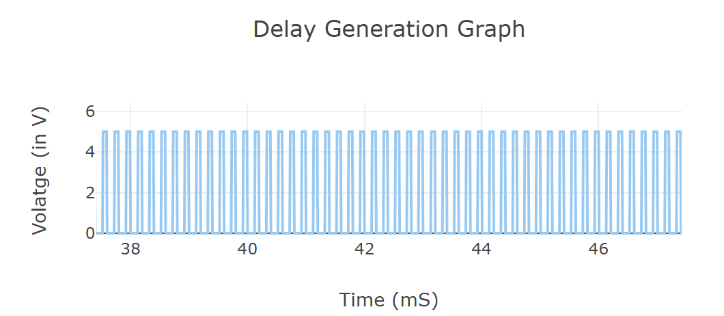 Delay Generation Graph
Volatge (in V)
6
4
2
0
38 40 42 44 46
Time (mS)